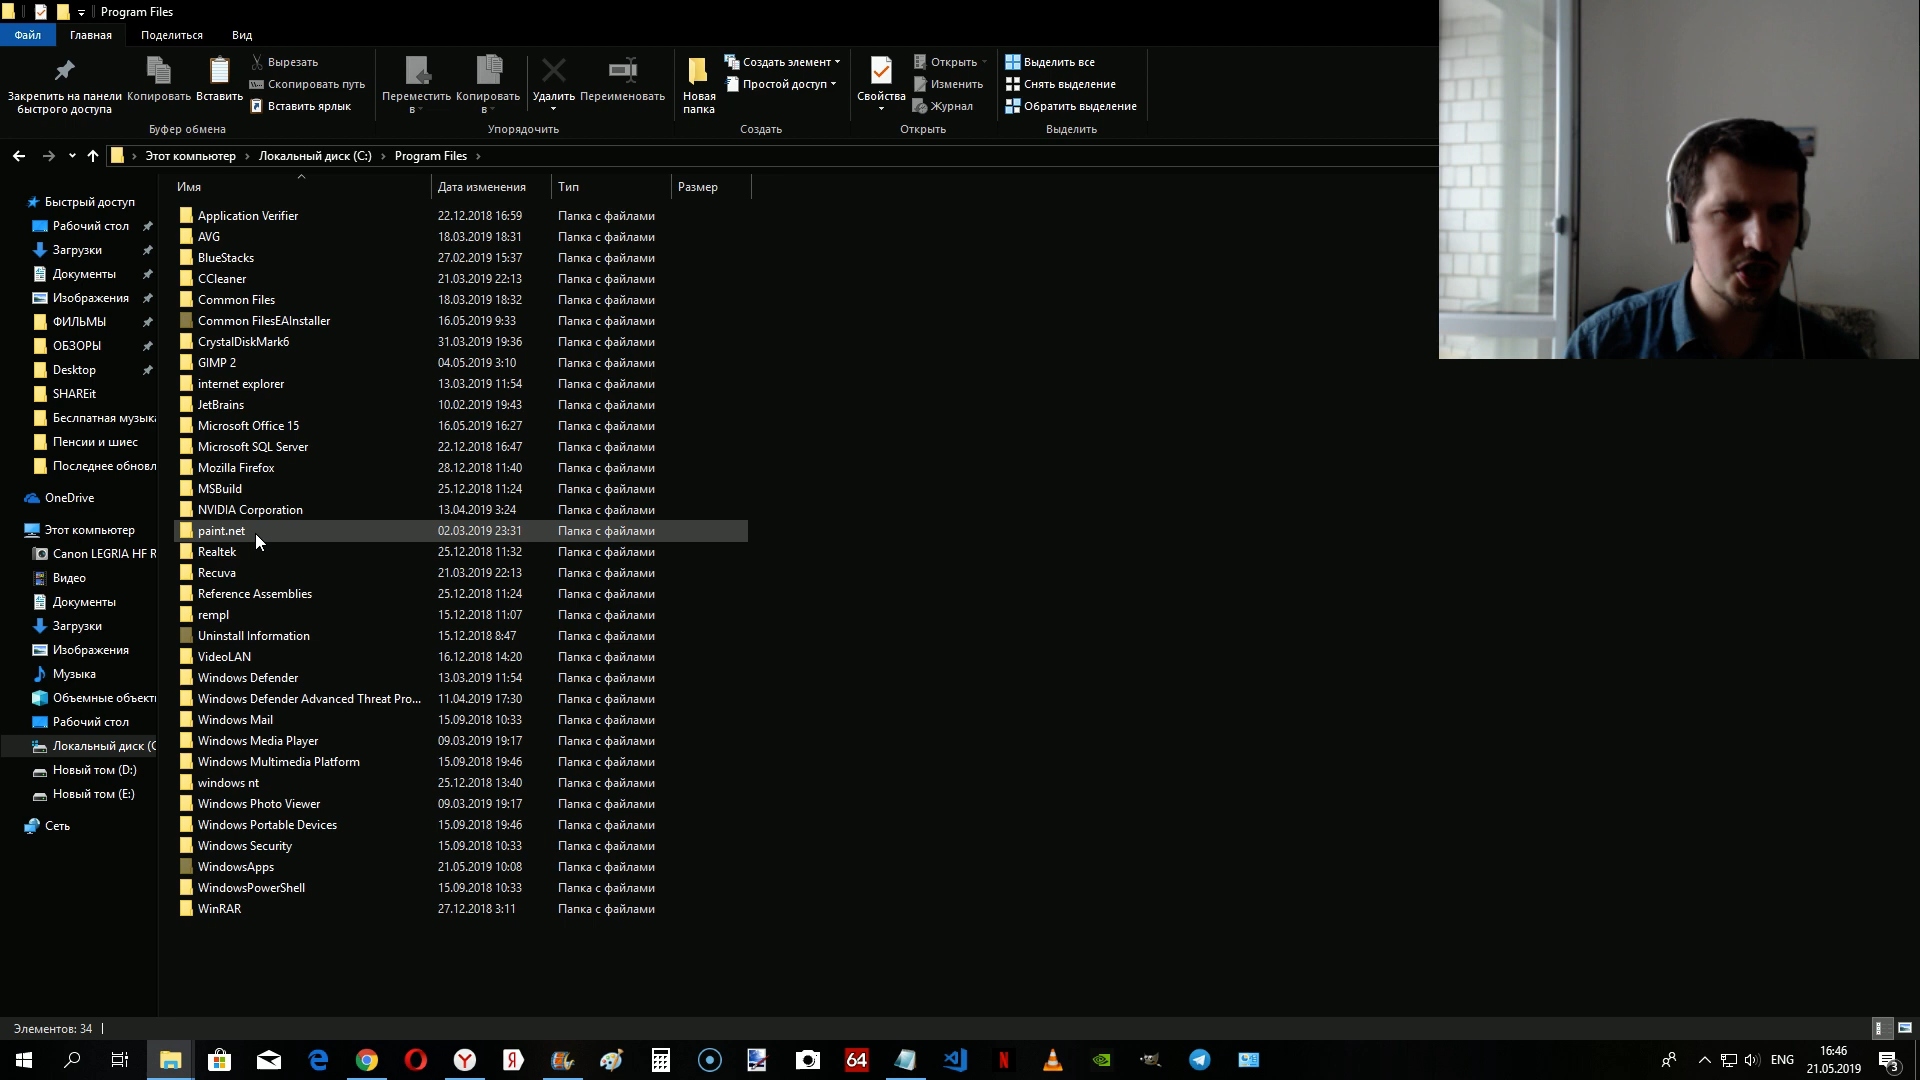 Program Files
Файл Главная Поделиться Вид
Закрепить на панели быстрого доступа
Копировать
Вставить
Вырезать
Скопировать путь
Вставить ярлык
Буфер обмена
Переместить в
Копировать в
Удалить
Переименовать
Упорядочить
Новая папка
Создать элемент
Простой доступ
Создать
Свойства
Открыть
Изменить
Журнал
Открыть
Выделить все
Снять выделение
Обратить выделение
Выделить
Этот компьютер › Локальный диск (C:) › Program Files ›
Быстрый доступ
Рабочий стол
Загрузки
Документы
Изображения
ФИЛЬМЫ
ОБЗОРЫ
Desktop
SHAREit
Беслпатная музыка
Пенсии и шиес
Последнее обновл
OneDrive
Этот компьютер
Canon LEGRIA HF R
Видео
Документы
Загрузки
Изображения
Музыка
Объемные объекты
Рабочий стол
Локальный диск (C
Новый том (D:)
Новый том (E:)
Сеть
Имя Дата изменения Тип Размер
Application Verifier 22.12.2018 16:59 Папка с файлами
AVG 18.03.2019 18:31 Папка с файлами
BlueStacks 27.02.2019 15:37 Папка с файлами
CCleaner 21.03.2019 22:13 Папка с файлами
Common Files 18.03.2019 18:32 Папка с файлами
Common FilesEAInstaller 16.05.2019 9:33 Папка с файлами
CrystalDiskMark6 31.03.2019 19:36 Папка с файлами
GIMP 2 04.05.2019 3:10 Папка с файлами
internet explorer 13.03.2019 11:54 Папка с файлами
JetBrains 10.02.2019 19:43 Папка с файлами
Microsoft Office 15 16.05.2019 16:27 Папка с файлами
Microsoft SQL Server 22.12.2018 16:47 Папка с файлами
Mozilla Firefox 28.12.2018 11:40 Папка с файлами
MSBuild 25.12.2018 11:24 Папка с файлами
NVIDIA Corporation 13.04.2019 3:24 Папка с файлами
paint.net 02.03.2019 23:31 Папка с файлами
Realtek 25.12.2018 11:32 Папка с файлами
Recuva 21.03.2019 22:13 Папка с файлами
Reference Assemblies 25.12.2018 11:24 Папка с файлами
rempl 15.12.2018 11:07 Папка с файлами
Uninstall Information 15.12.2018 8:47 Папка с файлами
VideoLAN 16.12.2018 14:20 Папка с файлами
Windows Defender 13.03.2019 11:54 Папка с файлами
Windows Defender Advanced Threat Pro... 11.04.2019 17:30 Папка с файлами
Windows Mail 15.09.2018 10:33 Папка с файлами
Windows Media Player 09.03.2019 19:17 Папка с файлами
Windows Multimedia Platform 15.09.2018 19:46 Папка с файлами
windows nt 25.12.2018 13:40 Папка с файлами
Windows Photo Viewer 09.03.2019 19:17 Папка с файлами
Windows Portable Devices 15.09.2018 19:46 Папка с файлами
Windows Security 15.09.2018 10:33 Папка с файлами
WindowsApps 21.05.2019 10:08 Папка с файлами
WindowsPowerShell 15.09.2018 10:33 Папка с файлами
WinRAR 27.12.2018 3:11 Папка с файлами
Элементов: 34
64
ENG
16:46
21.05.2019
3